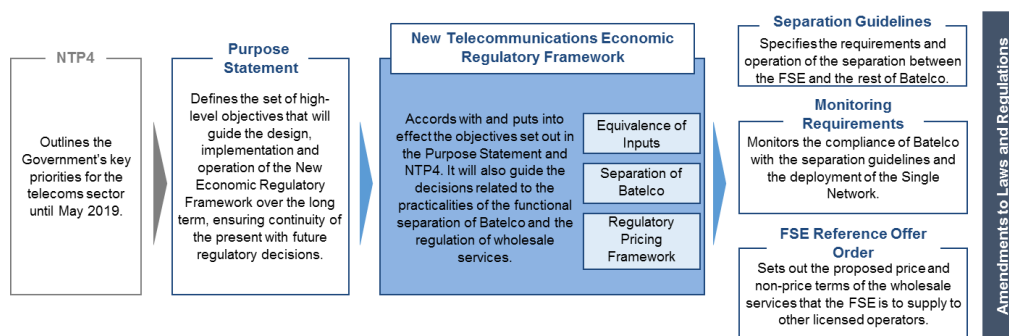 NTP4
Outlines the
Government's key
priorities for the
telecoms sector
until May 2019.
Purpose
Statement
Defines the set of high-
level objectives that will
guide the design,
implementation and
operation of the New
Economic Regulatory
Framework over the long
term, ensuring continuity of
the present with future
regulatory decisions.
New Telecommunications Economic
Regulatory Framework
Accords with and puts into
effect the objectives set out in
the Purpose Statement and
NTP4. It will also guide the
decisions related to the
practicalities of the functional
separation of Batelco and the
regulation of wholesale
services.
Equivalence of
Inputs
Separation of
Batelco
Regulatory
Pricing
Framework
Separation Guidelines
Specifies the requirements and
operation of the separation between
the FSE and the rest of Batelco.
Monitoring
Requirements
Monitors the compliance of Batelco
with the separation guidelines and
the deployment of the Single
Network.
FSE Reference Offer
Order
Sets out the proposed price and
non-price terms of the wholesale
services that the FSE is to supply to
other licensed operators.
Amendments to Laws and Regulations